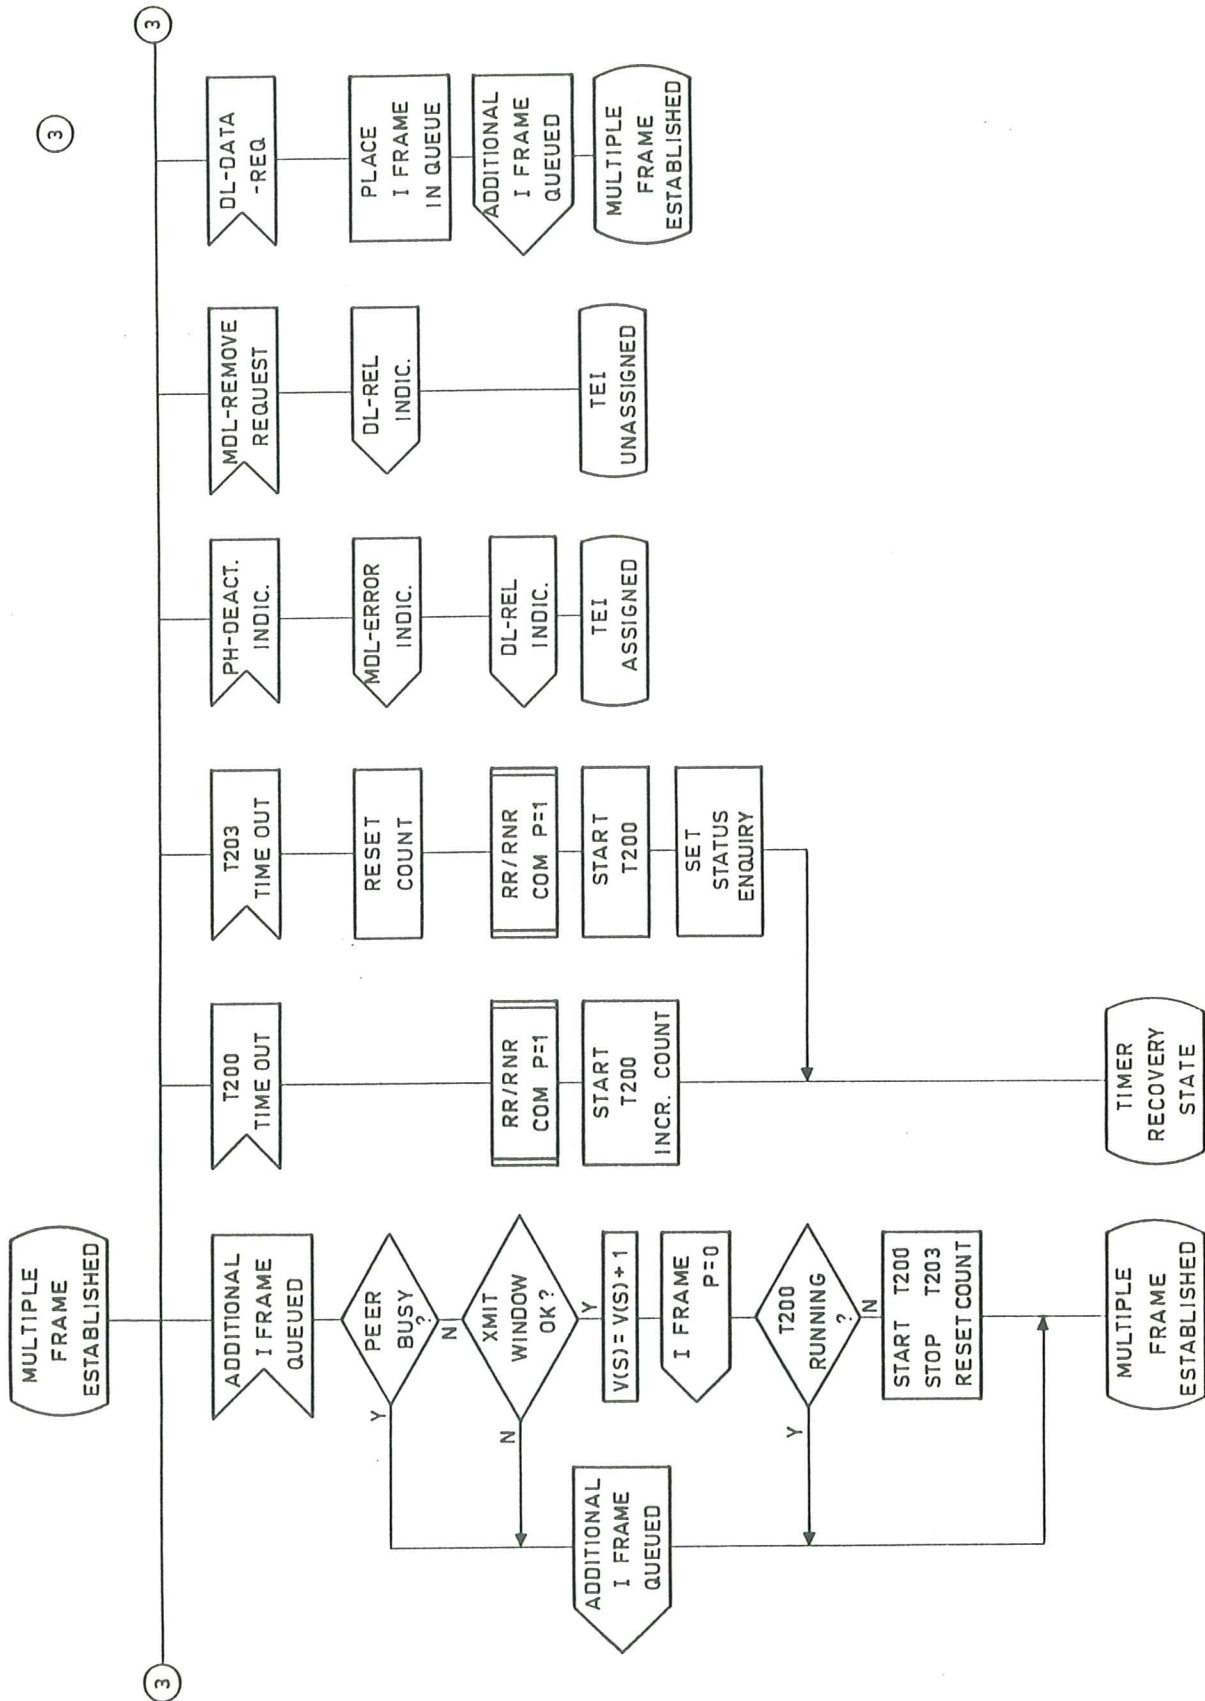 3
MULTIPLE
FRAME
ESTABLISHED
3
3
ADDITIONAL
I FRAME
QUEUED
PEER
BUSY
?
Y
N
XMIT
WINDOW
OK?
N
Y
V(S) = V(S) + 1
I FRAME
P=0
T200
RUNNING
?
Y
N
START T200
STOP T203
RESET COUNT
ADDITIONAL
I FRAME
QUEUED
MULTIPLE
FRAME
ESTABLISHED
T200
TIME OUT
RR/RNR
COM P=1
START
T200
INCR. COUNT
TIMER
RECOVERY
STATE
T203
TIME OUT
RESET
COUNT
RR/RNR
COM P=1
START
T200
SET
STATUS
ENQUIRY
PH-DEACT.
INDIC.
MDL-ERROR
INDIC.
DL-REL
INDIC.
TEI
ASSIGNED
MDL-REMOVE
REQUEST
DL-REL
INDIC.
TEI
UNASSIGNED
DL-DATA
-REQ
PLACE
I FRAME
IN QUEUE
ADDITIONAL
I FRAME
QUEUED
MULTIPLE
FRAME
ESTABLISHED